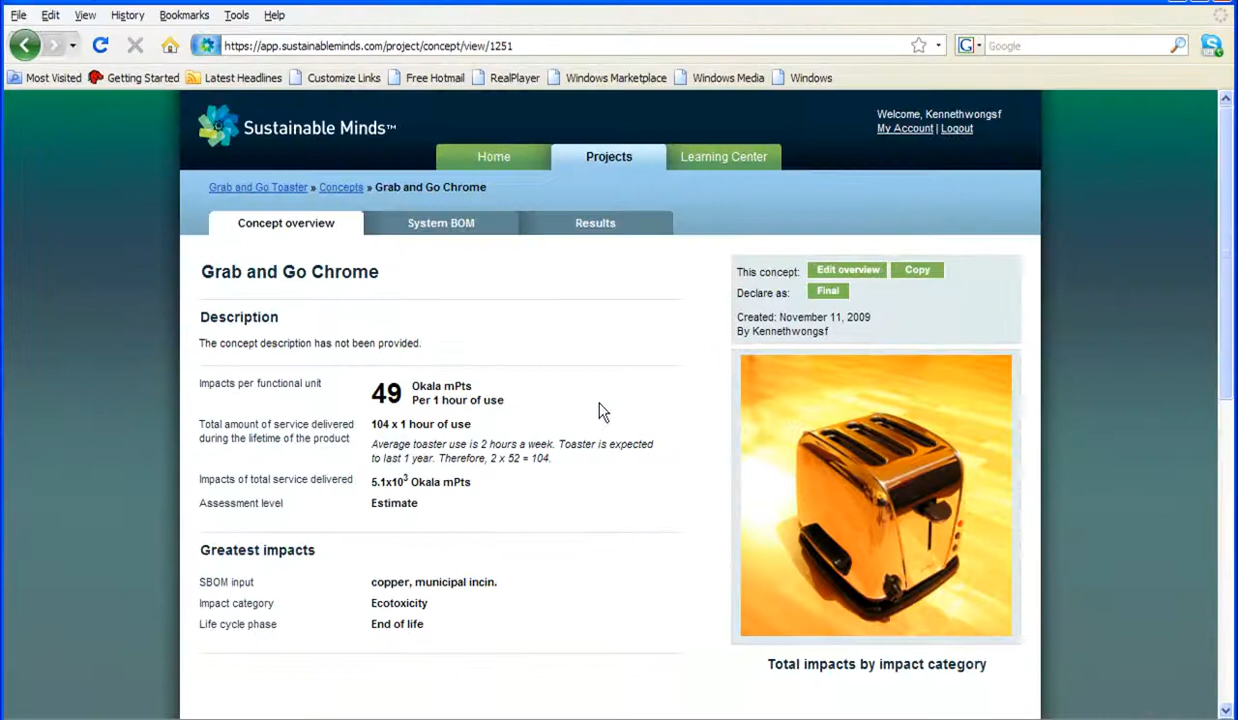 File Edit View History Bookmarks Tools Help
https://app.sustainableminds.com/project/concept/view/1251
G Google
Most Visited Getting Started Latest Headlines Customize Links Free Hotmail RealPlayer Windows Marketplace Windows Media Windows
Sustainable Minds™
Welcome, Kennethwongsf
My Account | Logout
Home Projects Learning Center
Grab and Go Toaster » Concepts » Grab and Go Chrome
Concept overview System BOM Results
Grab and Go Chrome
This concept: Edit overview Copy
Declare as: Final
Created: November 11, 2009
By Kennethwongsf
Description
The concept description has not been provided.
Impacts per functional unit
49 Okala mPts
Per 1 hour of use
Total amount of service delivered
during the lifetime of the product
104 x 1 hour of use
Average toaster use is 2 hours a week. Toaster is expected
to last 1 year. Therefore, 2 x 52 = 104.
Impacts of total service delivered 5.1x10³ Okala mPts
Assessment level Estimate
Greatest impacts
SBOM input copper, municipal incin.
Impact category Ecotoxicity
Life cycle phase End of life
Total impacts by impact category